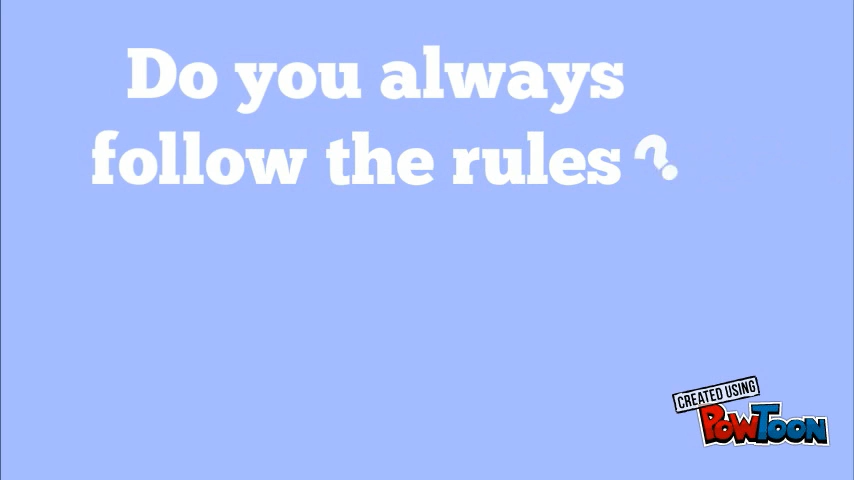 Do you always
follow the rules?
CREATED USING
POWTOON